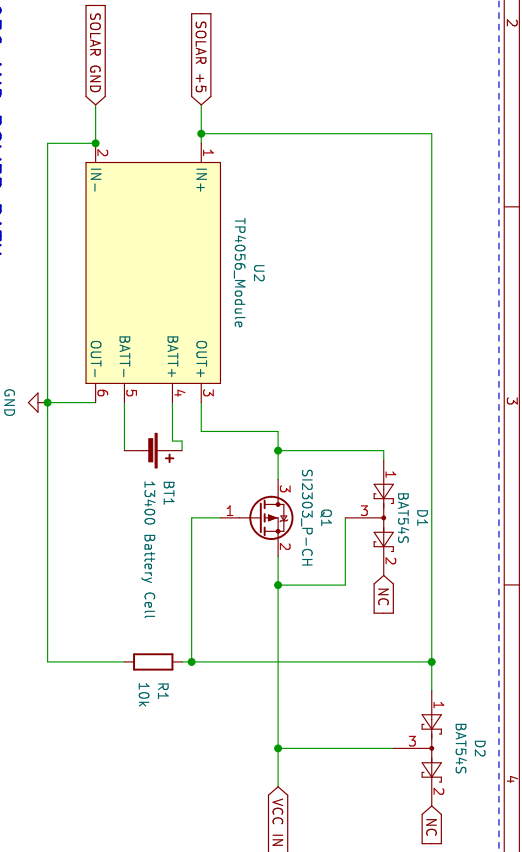 2
3
4
D2
BAT54S
1
3
2
NC
D1
BAT54S
1
3
2
NC
Q1
SI2303_P-CH
3
1
2
VCC IN
U2
TP4056_Module
SOLAR +5
1
IN+
OUT+
3
BATT+
4
BATT-
5
SOLAR GND
2
IN-
OUT-
6
BT1
13400 Battery Cell
R1
10k
GND